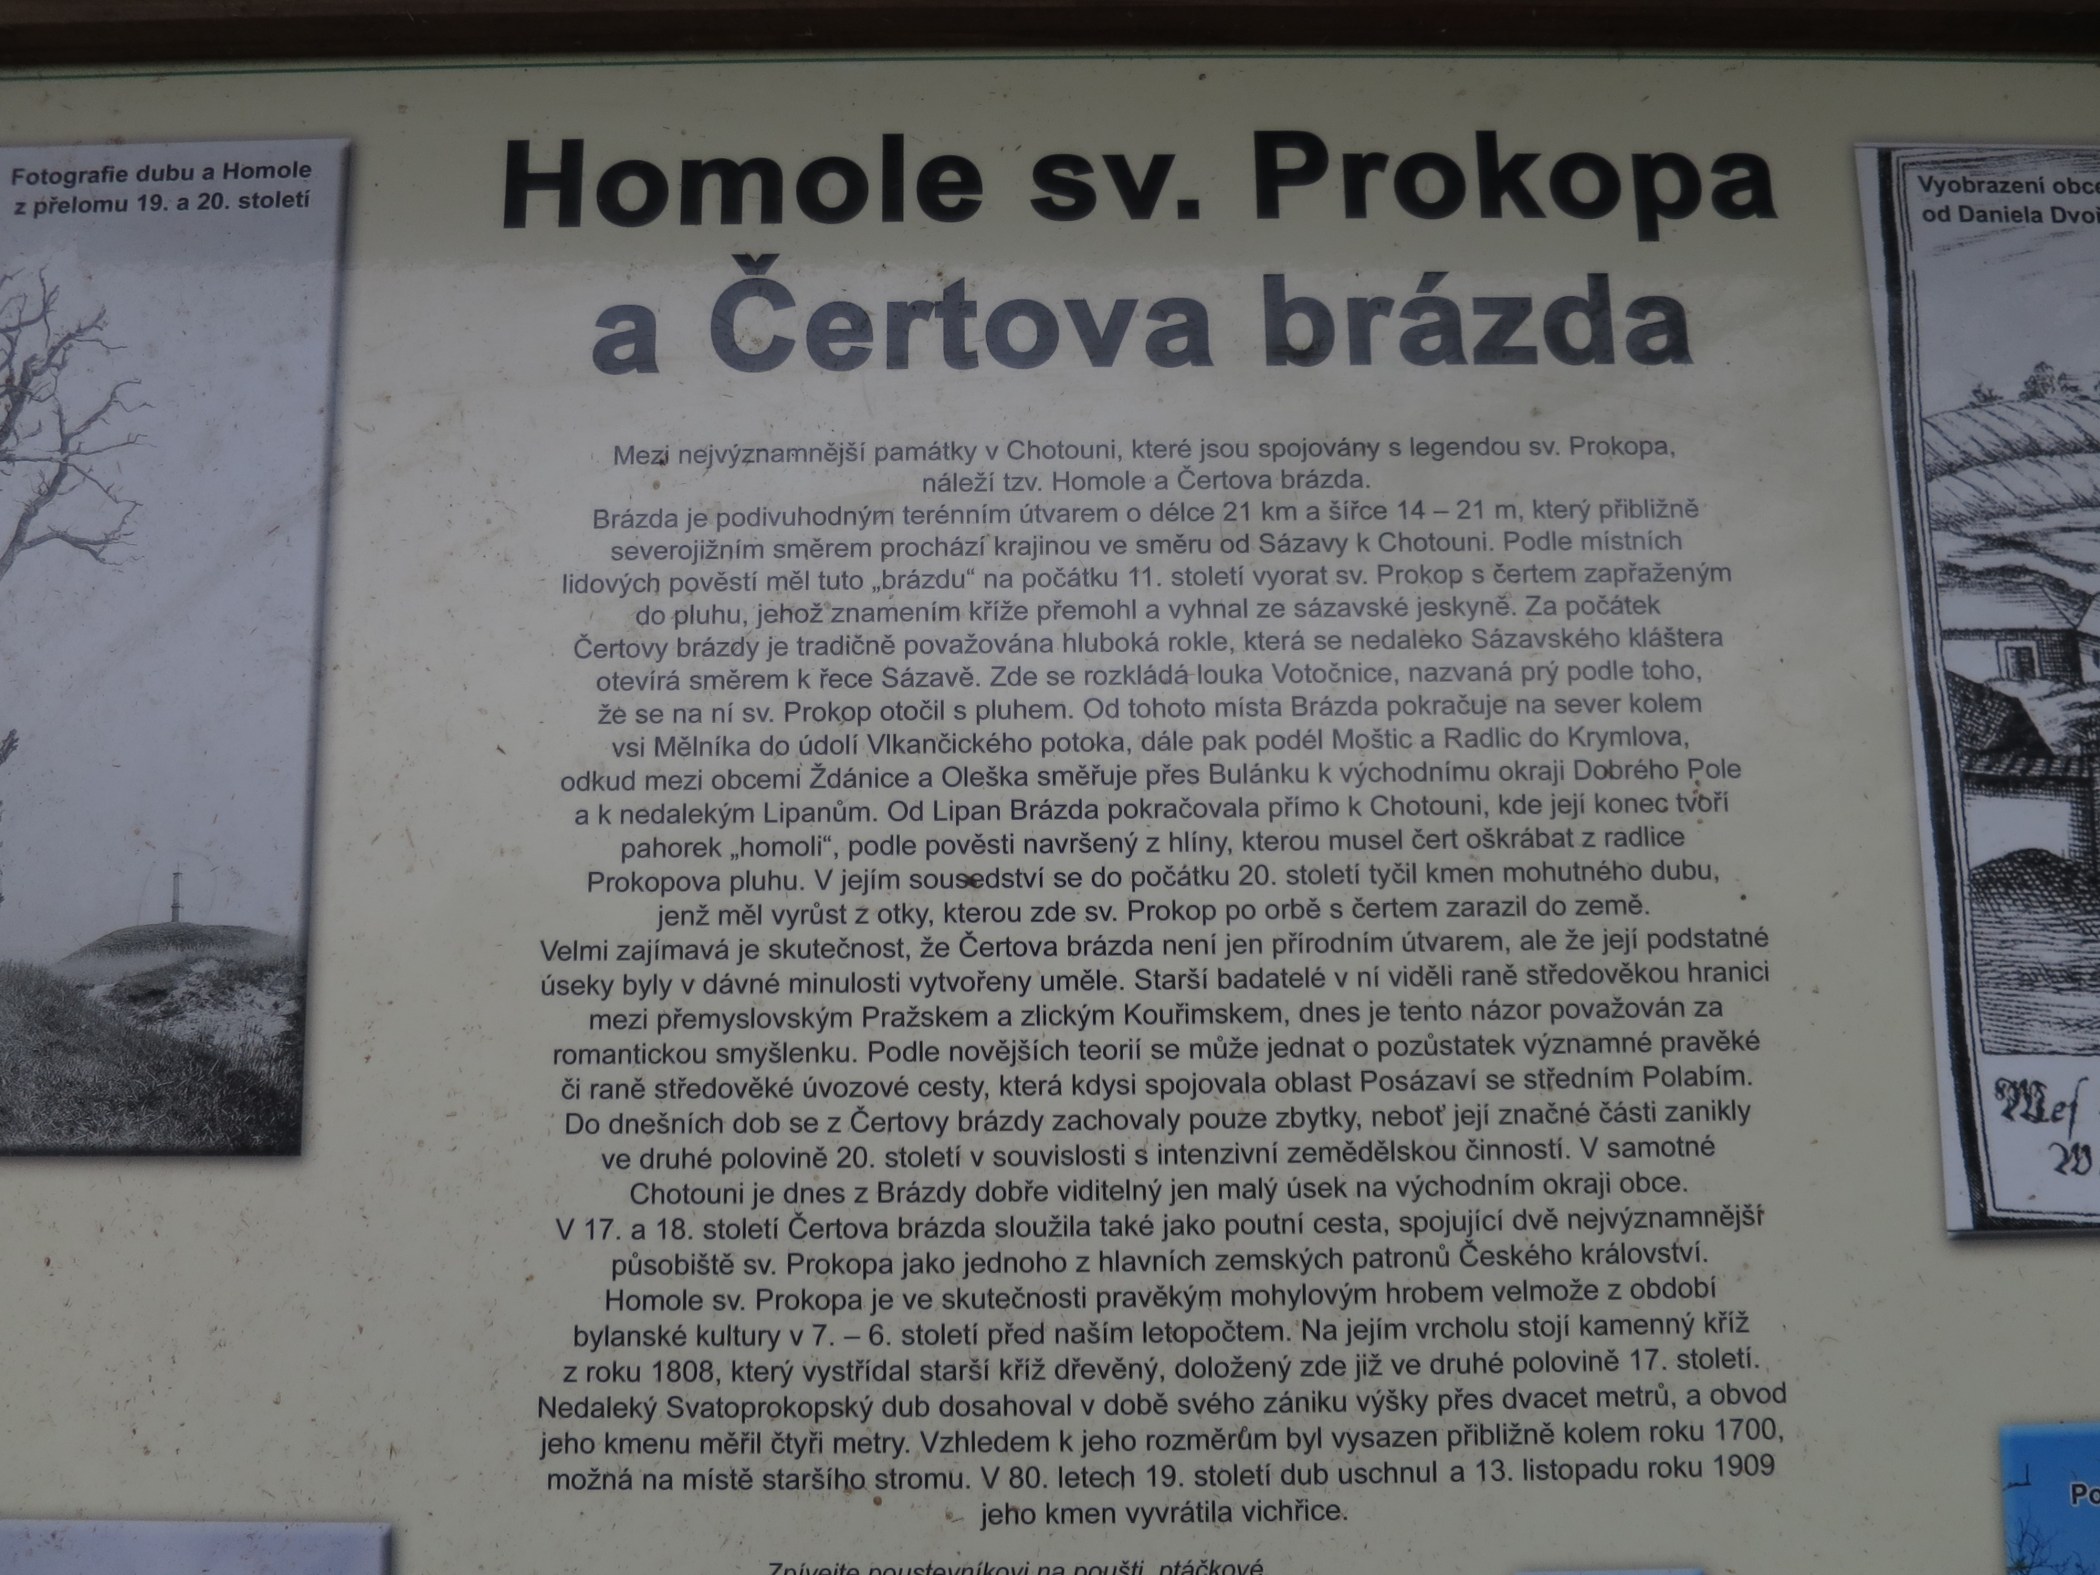 Fotografie dubu a Homole
z přelomu 19. a 20. století
Homole sv. Prokopa
a Čertova brázda
Mezi nejvýznamnější památky v Chotouni, které jsou spojovány s legendou sv. Prokopa,
náleží tzv. Homole a Čertova brázda.
Brázda je podivuhodným terénním útvarem o délce 21 km a šířce 14 – 21 m, který přibližně
severojižním směrem prochází krajinou ve směru od Sázavy k Chotouni. Podle místních
lidových pověstí měl tuto „brázdu“ na počátku 11. století vyorat sv. Prokop s čertem zapřaženým
do pluhu, jehož znamením kříže přemohl a vyhnal ze sázavské jeskyně. Za počátek
Čertovy brázdy je tradičně považována hluboká rokle, která se nedaleko Sázavského kláštera
otevírá směrem k řece Sázavě. Zde se rozkládá louka Votočnice, nazvaná prý podle toho,
že se na ní sv. Prokop otočil s pluhem. Od tohoto místa Brázda pokračuje na sever kolem
vsi Mělníka do údolí Vlkančického potoka, dále pak podél Moštic a Radlic do Krymlova,
odkud mezi obcemi Ždánice a Oleška směřuje přes Bulánku k východnímu okraji Dobrého Pole
a k nedalekým Lipanům. Od Lipan Brázda pokračovala přímo k Chotouni, kde její konec tvoří
pahorek „homoli“, podle pověsti navršený z hlíny, kterou musel čert oškrábat z radlice
Prokopova pluhu. V jejím sousedství se do počátku 20. století tyčil kmen mohutného dubu,
jenž měl vyrůst z otky, kterou zde sv. Prokop po orbě s čertem zarazil do země.
Velmi zajímavá je skutečnost, že Čertova brázda není jen přírodním útvarem, ale že její podstatné
úseky byly v dávné minulosti vytvořeny uměle. Starší badatelé v ní viděli raně středověkou hranici
mezi přemyslovským Pražskem a zlickým Kouřimskem, dnes je tento názor považován za
romantickou smyšlenku. Podle novějších teorií se může jednat o pozůstatek významné pravěké
či raně středověké úvozové cesty, která kdysi spojovala oblast Posázaví se středním Polabím.
Do dnešních dob se z Čertovy brázdy zachovaly pouze zbytky, neboť její značné části zanikly
ve druhé polovině 20. století v souvislosti s intenzivní zemědělskou činností. V samotné
Chotouni je dnes z Brázdy dobře viditelný jen malý úsek na východním okraji obce.
V 17. a 18. století Čertova brázda sloužila také jako poutní cesta, spojující dvě nejvýznamnější
působiště sv. Prokopa jako jednoho z hlavních zemských patronů Českého království.
Homole sv. Prokopa je ve skutečnosti pravěkým mohylovým hrobem velmože z období
bylanské kultury v 7. – 6. století před naším letopočtem. Na jejím vrcholu stojí kamenný kříž
z roku 1808, který vystřídal starší kříž dřevěný, doložený zde již ve druhé polovině 17. století.
Nedaleký Svatoprokopský dub dosahoval v době svého zániku výšky přes dvacet metrů, a obvod
jeho kmenu měřil čtyři metry. Vzhledem k jeho rozměrům byl vysazen přibližně kolem roku 1700,
možná na místě staršího stromu. V 80. letech 19. století dub uschnul a 13. listopadu roku 1909
jeho kmen vyvrátila vichřice.
Zpívejte poustevníkovi na poušti, ptáčkové
Vyobrazení obce
od Daniela